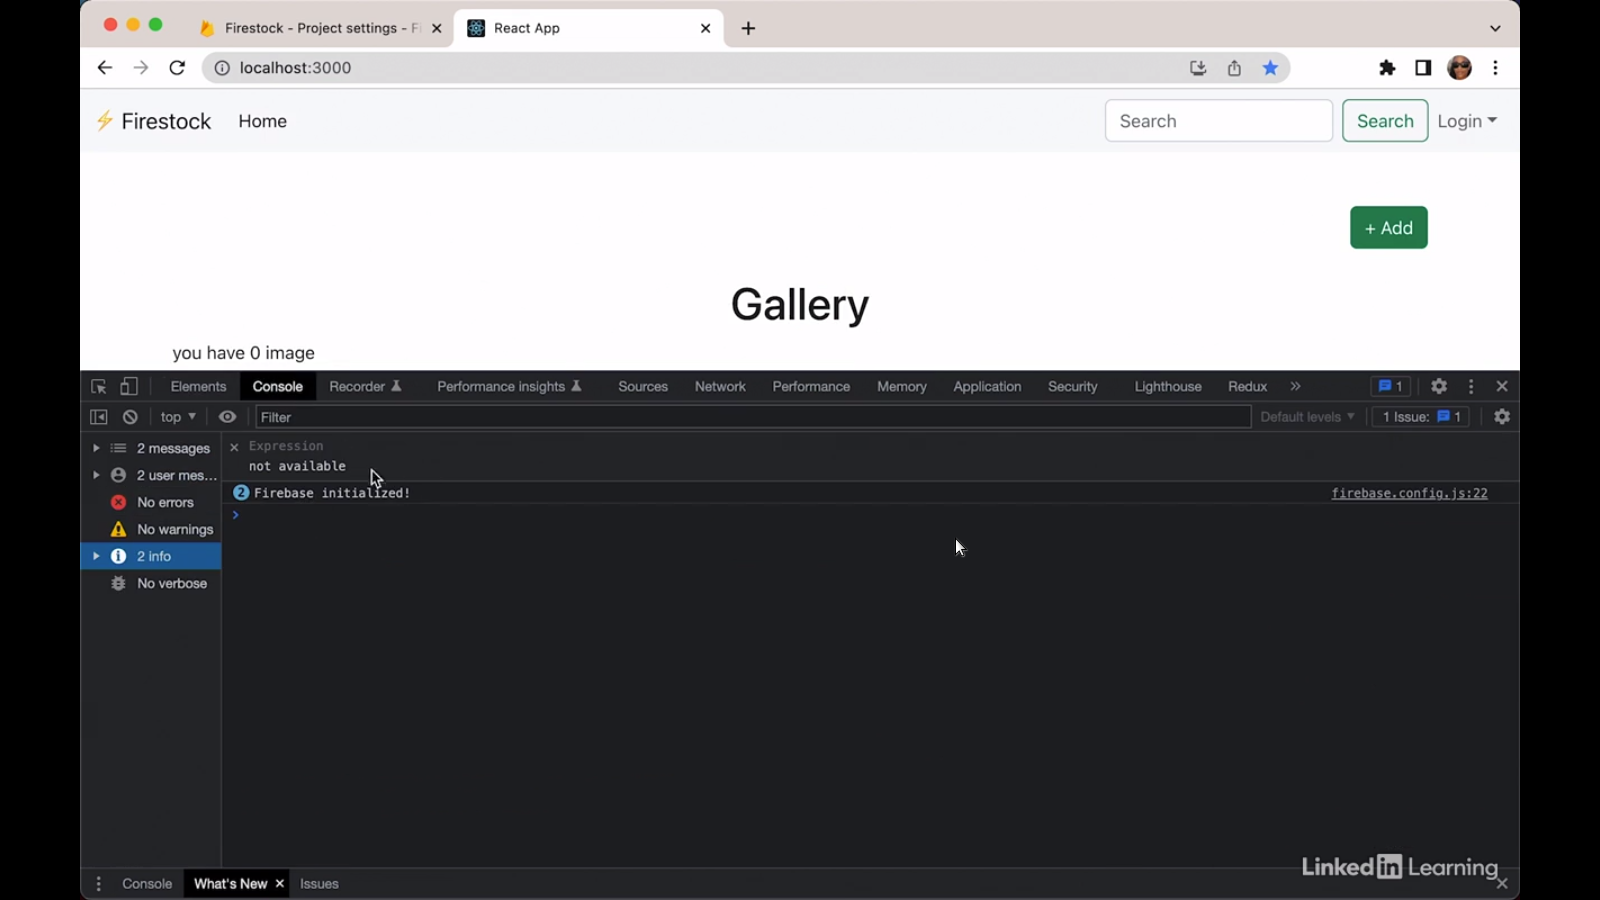 Firestock - Project settings - Fi
React App
localhost:3000
⚡ Firestock
Home
Search
Search
Login
+ Add
Gallery
you have 0 image
Elements
Console
Recorder
Performance insights
Sources
Network
Performance
Memory
Application
Security
Lighthouse
Redux
»
1
top
Filter
Default levels
1 Issue: 1
2 messages
2 user mes...
No errors
No warnings
2 info
No verbose
Expression
not available
2 Firebase initialized!
firebase.config.js:22
>
Console
What's New
Issues
LinkedIn Learning